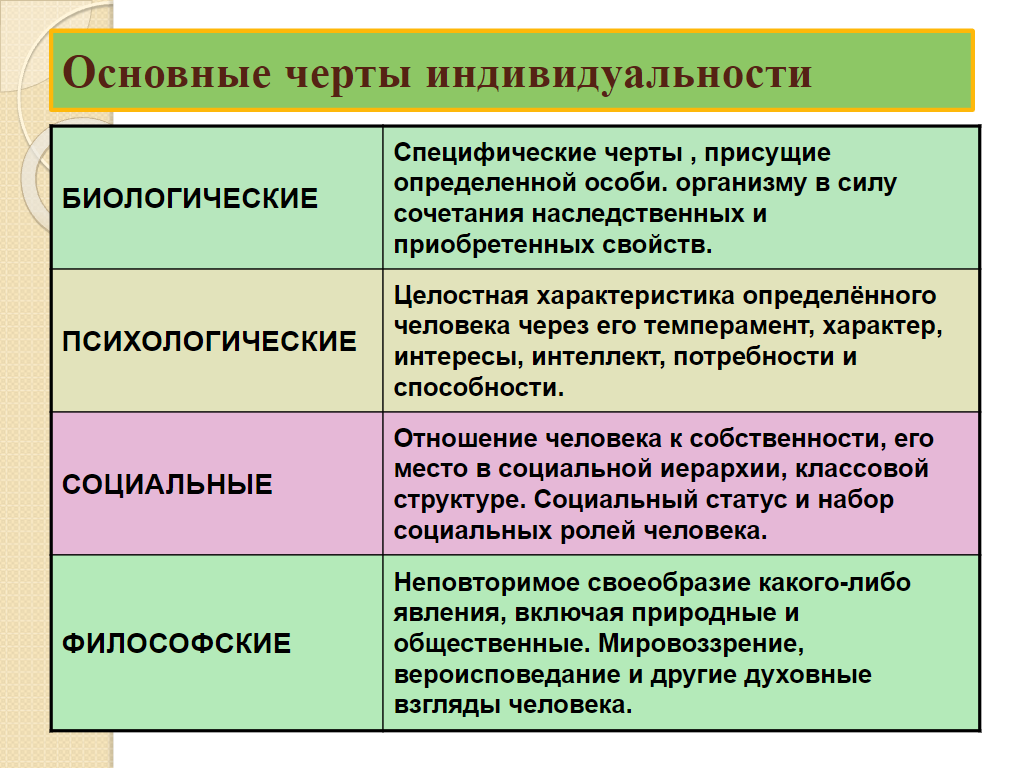 Основные черты индивидуальности
БИОЛОГИЧЕСКИЕ
Специфические черты , присущие
определенной особи. организму в силу
сочетания наследственных и
приобретенных свойств.
ПСИХОЛОГИЧЕСКИЕ
Целостная характеристика определённого
человека через его темперамент, характер,
интересы, интеллект, потребности и
способности.
СОЦИАЛЬНЫЕ
Отношение человека к собственности, его
место в социальной иерархии, классовой
структуре. Социальный статус и набор
социальных ролей человека.
ФИЛОСОФСКИЕ
Неповторимое своеобразие какого-либо
явления, включая природные и
общественные. Мировоззрение,
вероисповедание и другие духовные
взгляды человека.